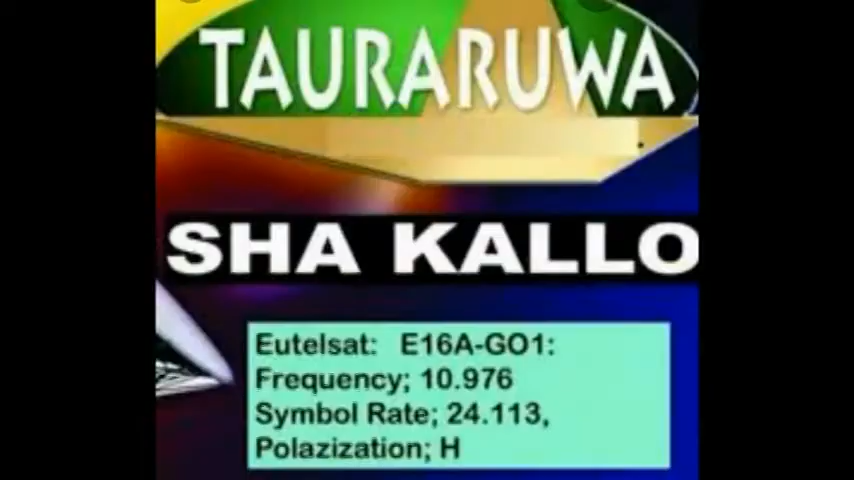 TAURARUWA
SHA KALLO
Eutelsat: E16A-GO1:
Frequency; 10.976
Symbol Rate; 24.113,
Polazization; H